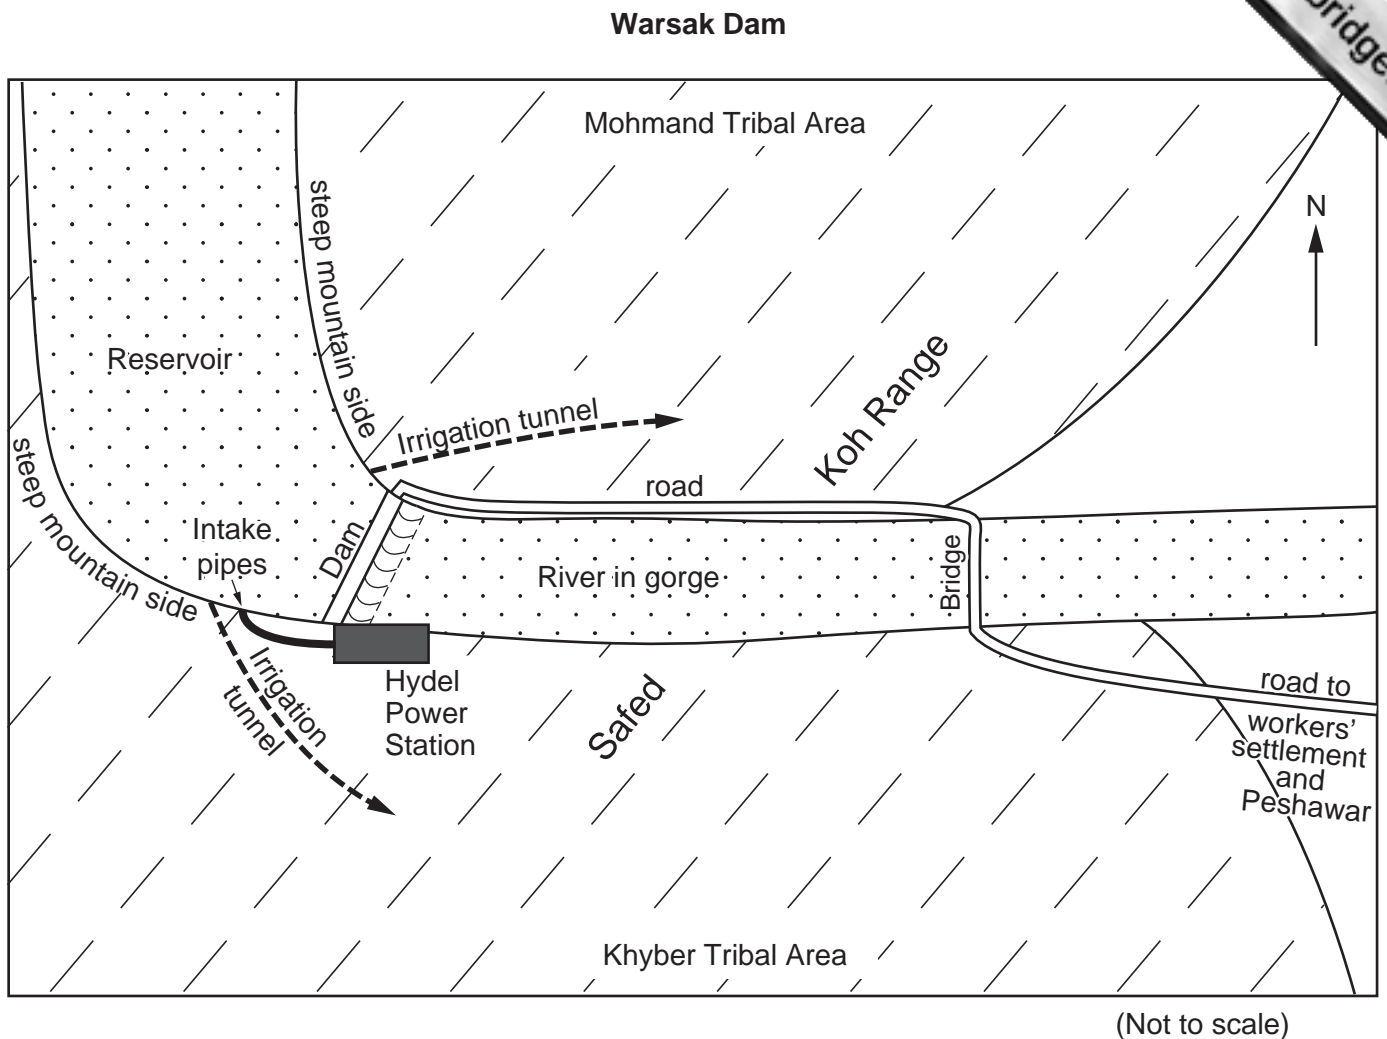 Warsak Dam
bridge
Mohmand Tribal Area
N
steep mountain side
Reservoir
Koh Range
Irrigation tunnel
steep mountain side
road
Intake
pipes
Dam
River in gorge
Bridge
Irrigation
tunnel
Hydel
Power
Station
Safed
road to
workers’
settlement
and
Peshawar
Khyber Tribal Area
(Not to scale)